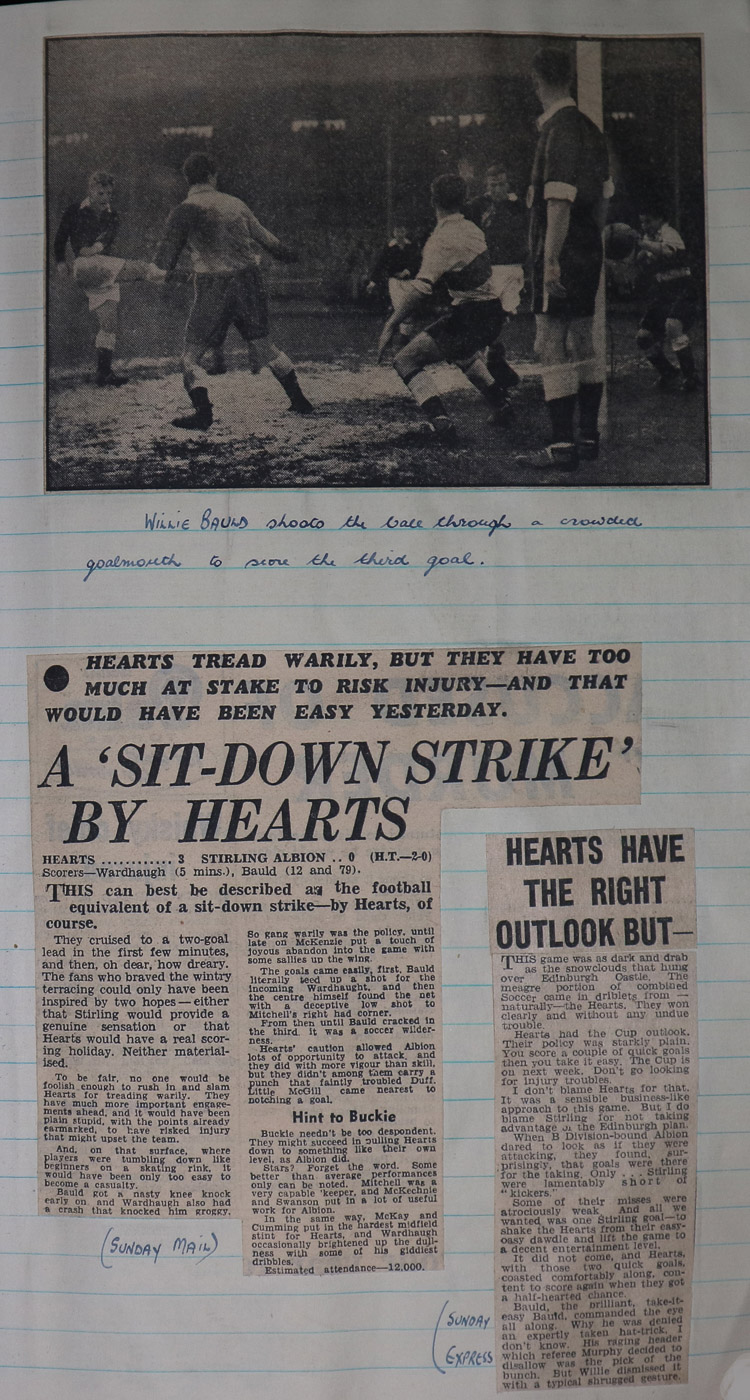 Willie Bauld shoots the ball through a crowded
goalmouth to score the third goal.
● HEARTS TREAD WARILY, BUT THEY HAVE TOO
MUCH AT STAKE TO RISK INJURY—AND THAT
WOULD HAVE BEEN EASY YESTERDAY.
A ‘SIT-DOWN STRIKE’
BY HEARTS
HEARTS ............ 3 STIRLING ALBION .. 0 (H.T.—2-0)
Scorers—Wardhaugh (5 mins.), Bauld (12 and 79).
THIS can best be described as the football
equivalent of a sit-down strike—by Hearts, of
course.
They cruised to a two-goal
lead in the first few minutes,
and then, oh dear, how dreary.
The fans who braved the wintry
terracing could only have been
inspired by two hopes—either
that Stirling would provide a
genuine sensation or that
Hearts would have a real scor-
ing holiday. Neither material-
ised.
To be fair, no one would be
foolish enough to rush in and slam
Hearts for treading warily. They
have much more important engage-
ments ahead, and it would have been
plain stupid, with the points already
earmarked, to have risked injury
that might upset the team.
And, on that surface, where
players were tumbling down like
beginners on a skating rink, it
would have been only too easy to
become a casualty.
Bauld got a nasty knee knock
early on and Wardhaugh also had
a crash that knocked him groggy.
So gang warily was the policy, until
late on McKenzie put a touch of
joyous abandon into the game with
some sallies up the wing.
The goals came easily, first, Bauld
literally teed up a shot for the
incoming Wardhaught, and then
the centre himself found the net
with a deceptive low shot to
Mitchell's right hand corner.
From then until Bauld cracked in
the third, it was a soccer wilder-
ness.
Hearts' caution allowed Albion
lots of opportunity to attack, and
they did with more vigour than skill,
but they didn't among them carry a
punch that faintly troubled Duff.
Little McGill came nearest to
notching a goal.
Hint to Buckie
Buckie needn't be too despondent.
They might succeed in pulling Hearts
down to something like their own
level, as Albion did.
Stars? Forget the word. Some
better than average performances
only can be noted. Mitchell was a
very capable 'keeper, and McKechnie
and Swanson put in a lot of useful
work for Albion.
In the same way, McKay and
Cumming put in the hardest midfield
stint for Hearts, and Wardhaugh
occasionally brightened up the dull-
ness with some of his giddiest
dribbles.
Estimated attendance—12,000.
(Sunday Mail)
HEARTS HAVE
THE RIGHT
OUTLOOK BUT—
THIS game was as dark and drab
as the snowclouds that hung
over Edinburgh Castle. The
meagre portion of combined
Soccer came in driblets from —
naturally—the Hearts. They won
clearly and without any undue
trouble.
Hearts had the Cup outlook.
Their policy was starkly plain.
You score a couple of quick goals
then you take it easy. The Cup is
on next week. Don't go looking
for injury troubles.
I don't blame Hearts for that.
It was a sensible business-like
approach to this game. But I do
blame Stirling for not taking
advantage of the Edinburgh plan.
When B Division-bound Albion
dared to look as if they were
attacking, they found, sur-
prisingly, that goals were there
for the taking. Only . . . Stirling
were lamentably short of
“ kickers.”
Some of their misses were
atrociously weak. And all we
wanted was one Stirling goal—to
shake the Hearts from their easy-
oasy dawdle and lift the game to
a decent entertainment level.
It did not come, and Hearts,
with those two quick goals,
coasted comfortably along, con-
tent to score again when they got
a half-hearted chance.
Bauld, the brilliant, take-it-
easy Bauld, commanded the eye
all along. Why he was denied
an expertly taken hat-trick, I
don't know. His raging header
which referee Murphy decided to
disallow was the pick of the
bunch. But Willie dismissed it
with a typical shrugged gesture.
(Sunday
Express